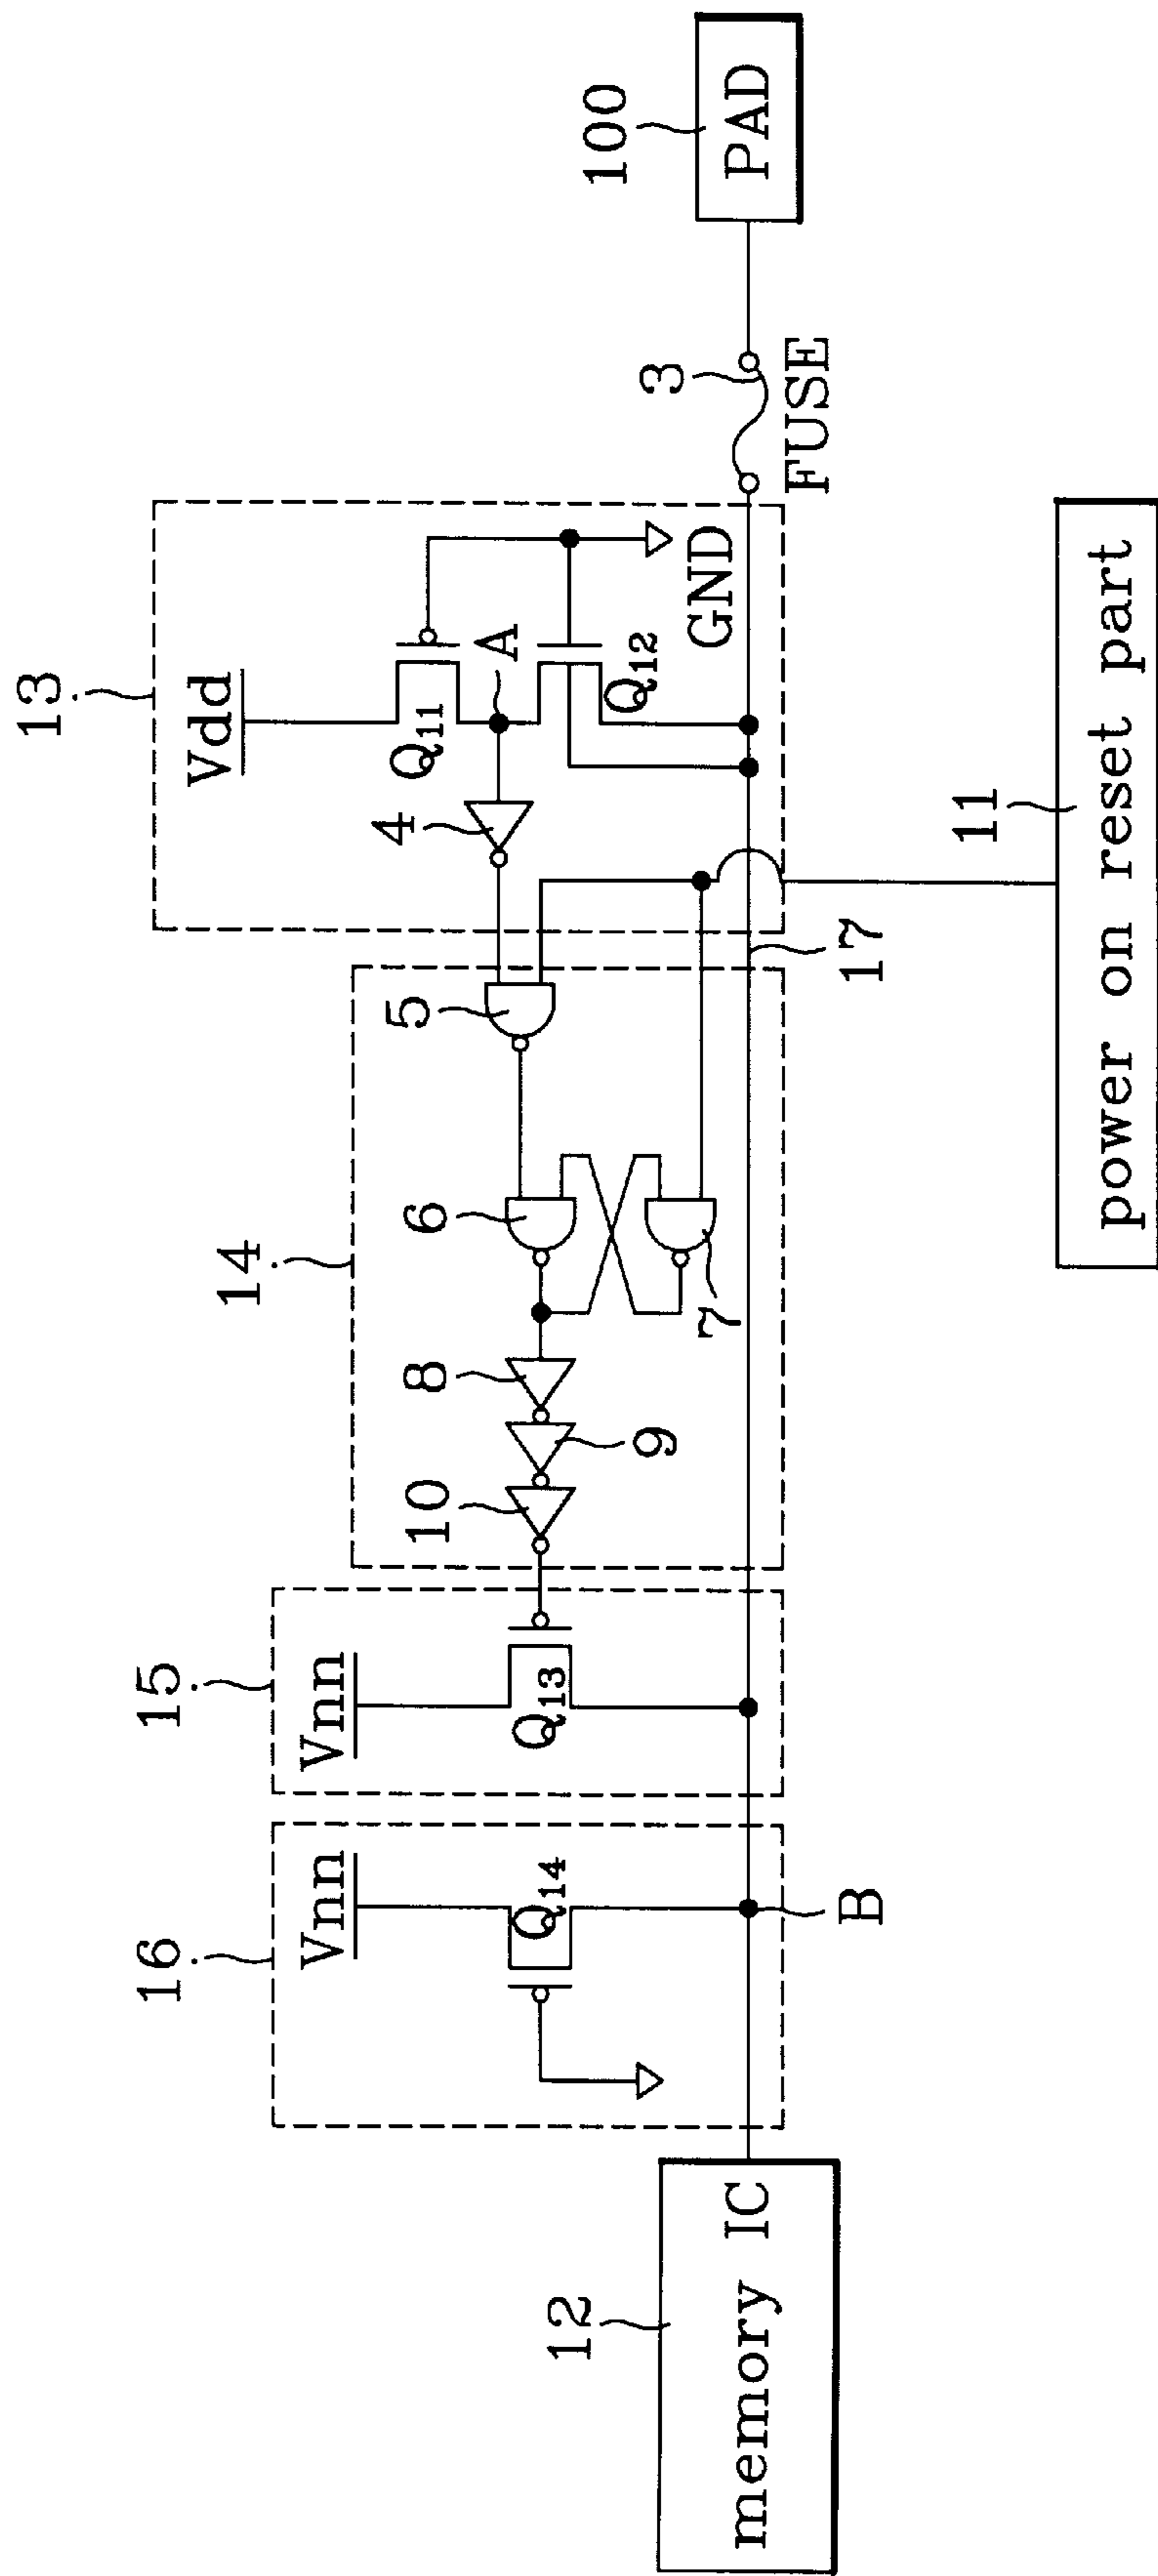 16
15
14
13
Vnn
Vnn
Vdd
Q14
Q13
10
8
9
6
7
5
4
Q11
A
Q12
GND
12
memory IC
B
17
3
FUSE
100
PAD
11
power on reset part